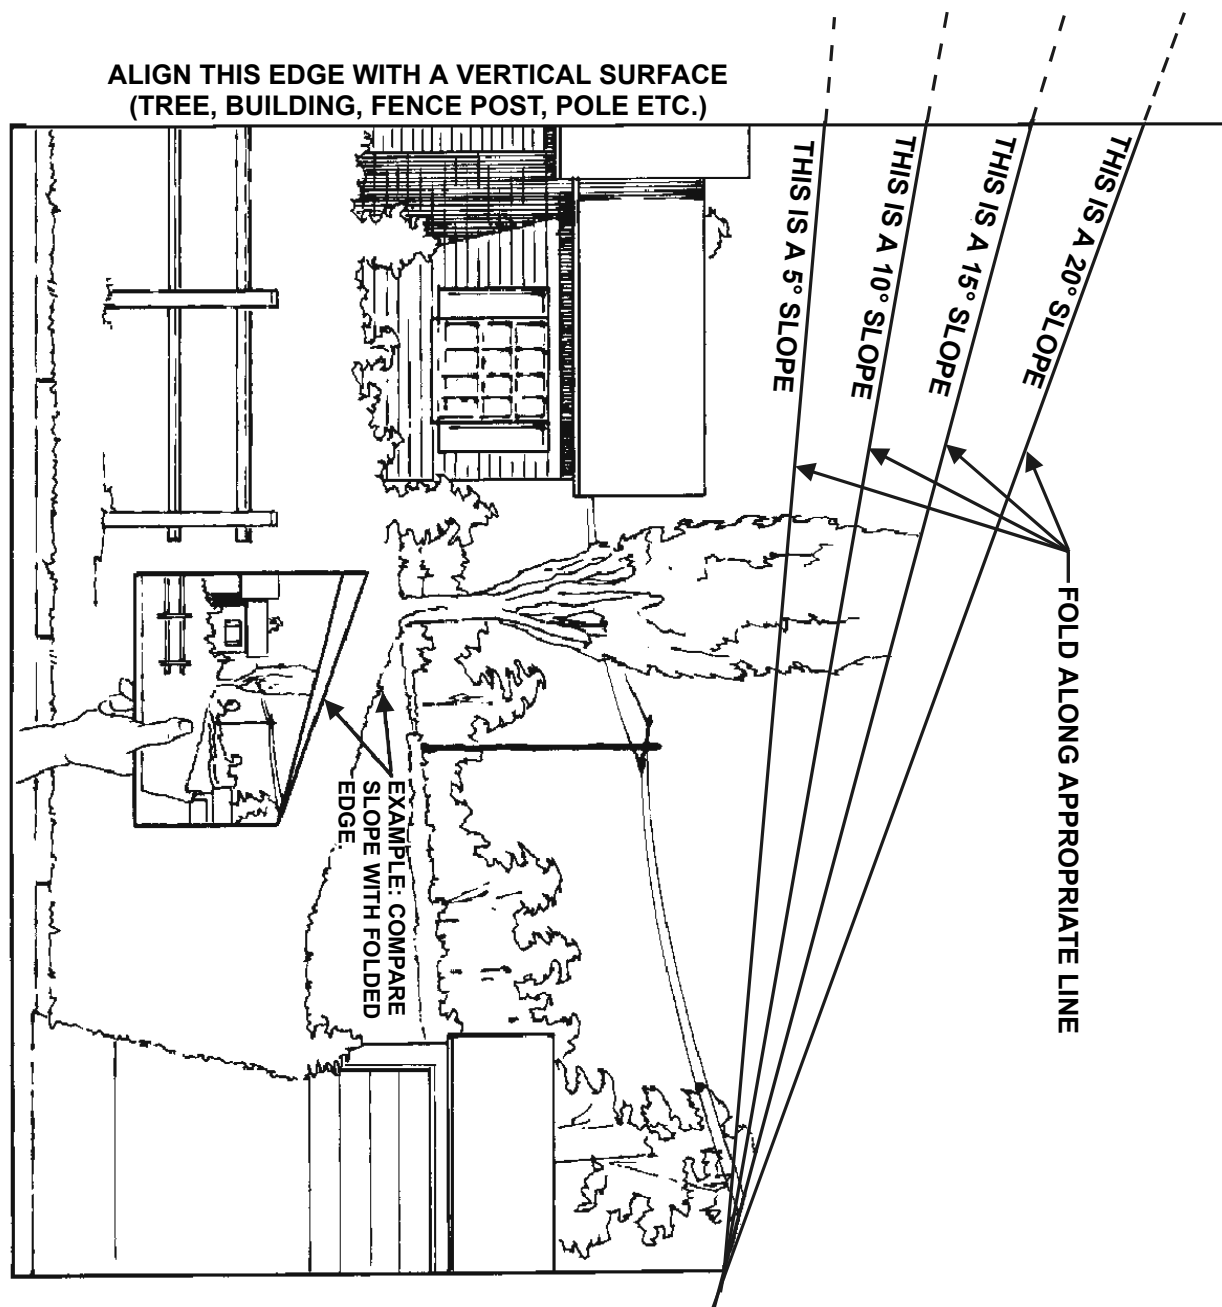 ALIGN THIS EDGE WITH A VERTICAL SURFACE
(TREE, BUILDING, FENCE POST, POLE ETC.)
THIS IS A 5° SLOPE
THIS IS A 10° SLOPE
THIS IS A 15° SLOPE
THIS IS A 20° SLOPE
FOLD ALONG APPROPRIATE LINE
EXAMPLE: COMPARE
SLOPE WITH FOLDED
EDGE